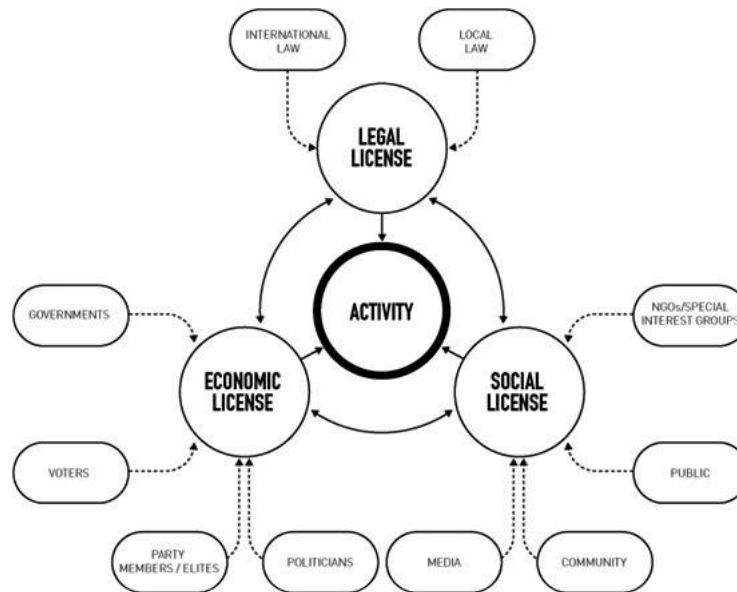 INTERNATIONAL
LAW
LOCAL
LAW
LEGAL
LICENSE
ACTIVITY
GOVERNMENTS
NGOs/SPECIAL
INTEREST GROUPS
ECONOMIC
LICENSE
SOCIAL
LICENSE
VOTERS
PUBLIC
PARTY
MEMBERS / ELITES
POLITICIANS
MEDIA
COMMUNITY